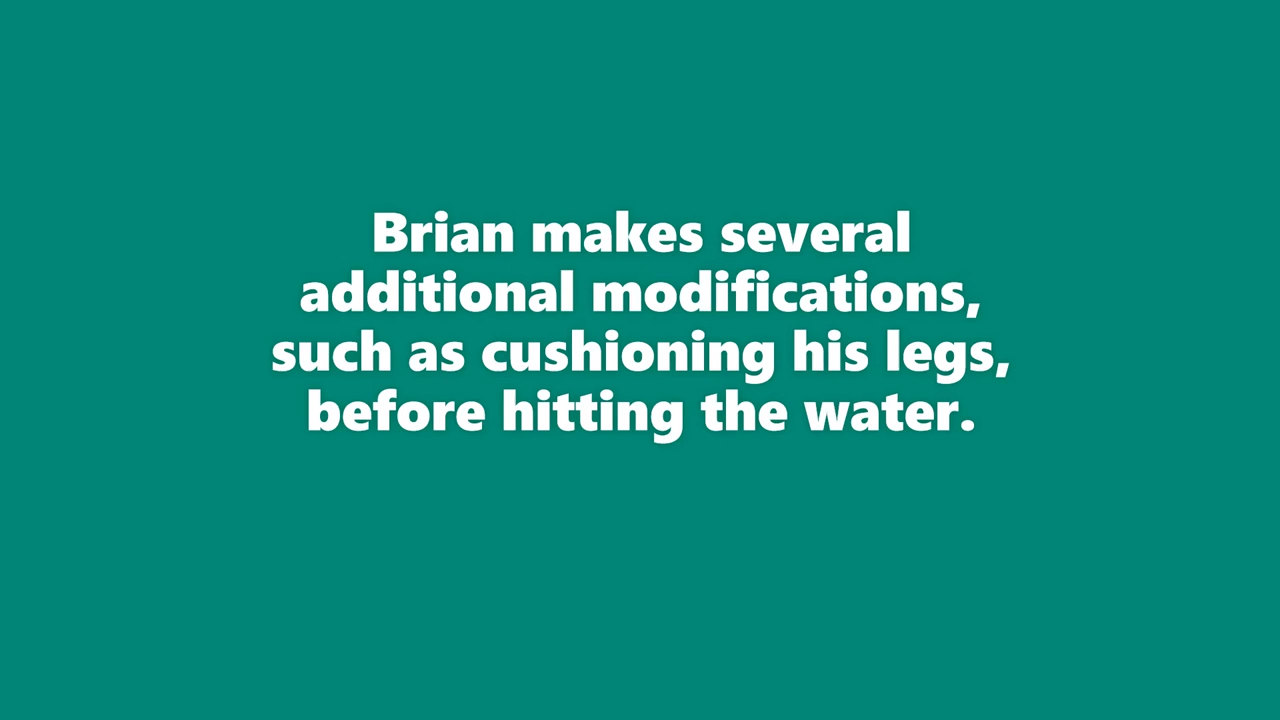 Brian makes several
additional modifications,
such as cushioning his legs,
before hitting the water.